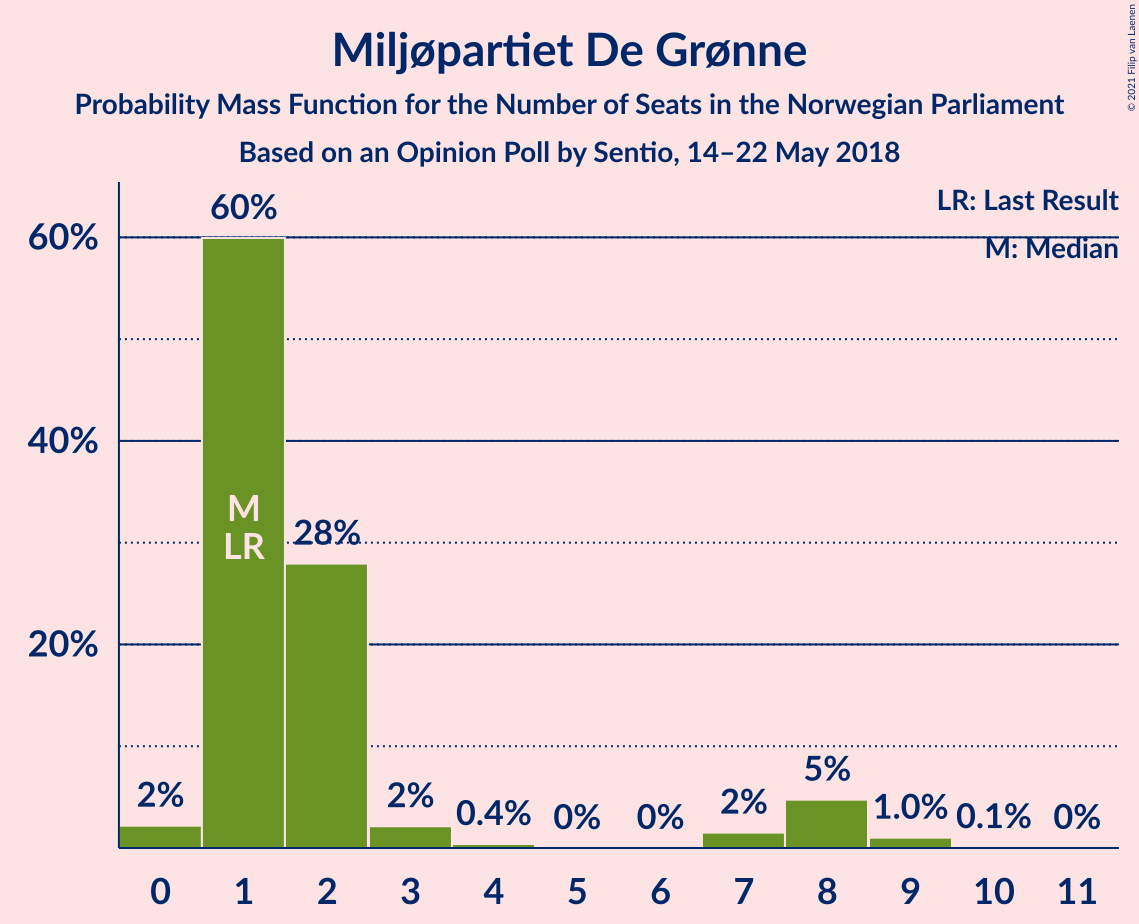 Miljøpartiet De Grønne
Probability Mass Function for the Number of Seats in the Norwegian Parliament
Based on an Opinion Poll by Sentio, 14–22 May 2018
© 2021 Filip van Laenen
LR: Last Result
M: Median
60%
40%
20%
2%
60%
M
LR
28%
2%
0.4%
0%
0%
2%
5%
1.0%
0.1%
0%
0 1 2 3 4 5 6 7 8 9 10 11